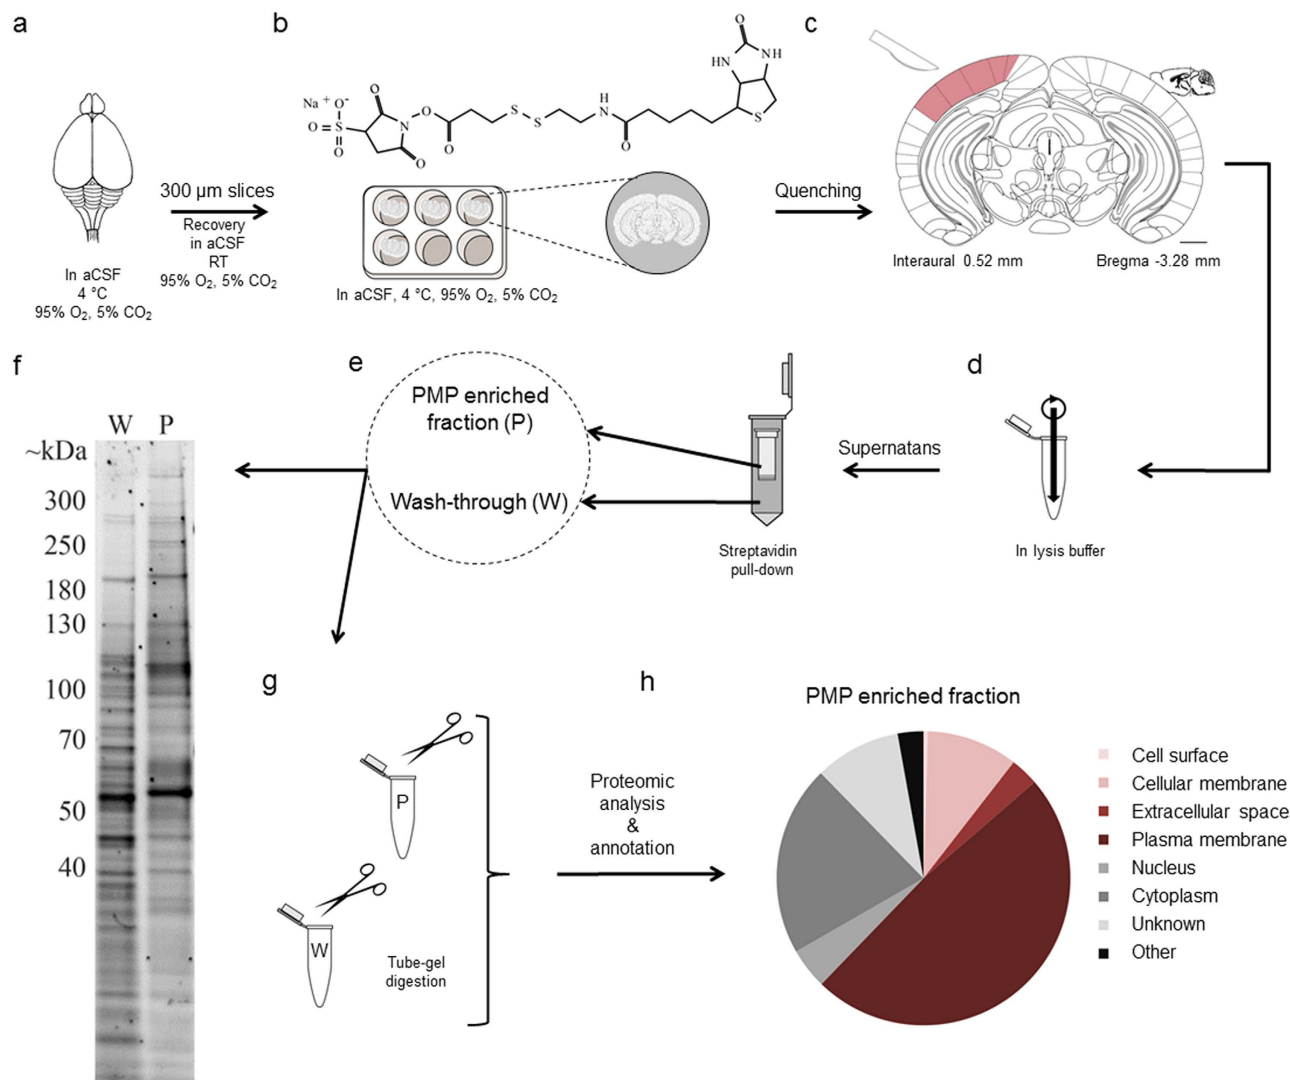 a
In aCSF
4 °C
95% O₂, 5% CO₂
300 µm slices
Recovery
in aCSF
RT
95% O₂, 5% CO₂
b
O
HN
NH
S
H
N
O
S
S
O
O
O
N
O
Na⁺
O⁻
O=S
O
In aCSF, 4 °C, 95% O₂, 5% CO₂
Quenching
c
Interaural 0.52 mm
Bregma -3.28 mm
d
In lysis buffer
Supernatans
Streptavidin
pull-down
e
PMP enriched
fraction (P)
Wash-through (W)
f
W P
~kDa
300
250
180
130
100
70
50
40
g
P
W
Tube-gel
digestion
Proteomic
analysis
&
annotation
h
PMP enriched fraction
Cell surface
Cellular membrane
Extracellular space
Plasma membrane
Nucleus
Cytoplasm
Unknown
Other